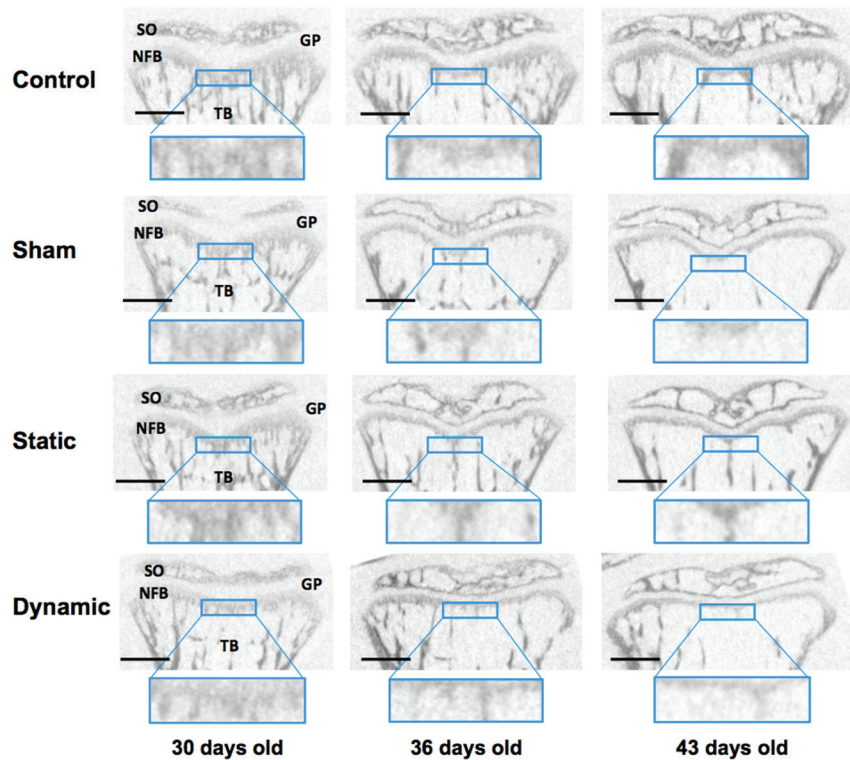 SO
GP
NFB
Control
TB
SO
GP
NFB
Sham
TB
SO
GP
NFB
Static
TB
SO
GP
NFB
Dynamic
TB
30 days old 36 days old 43 days old